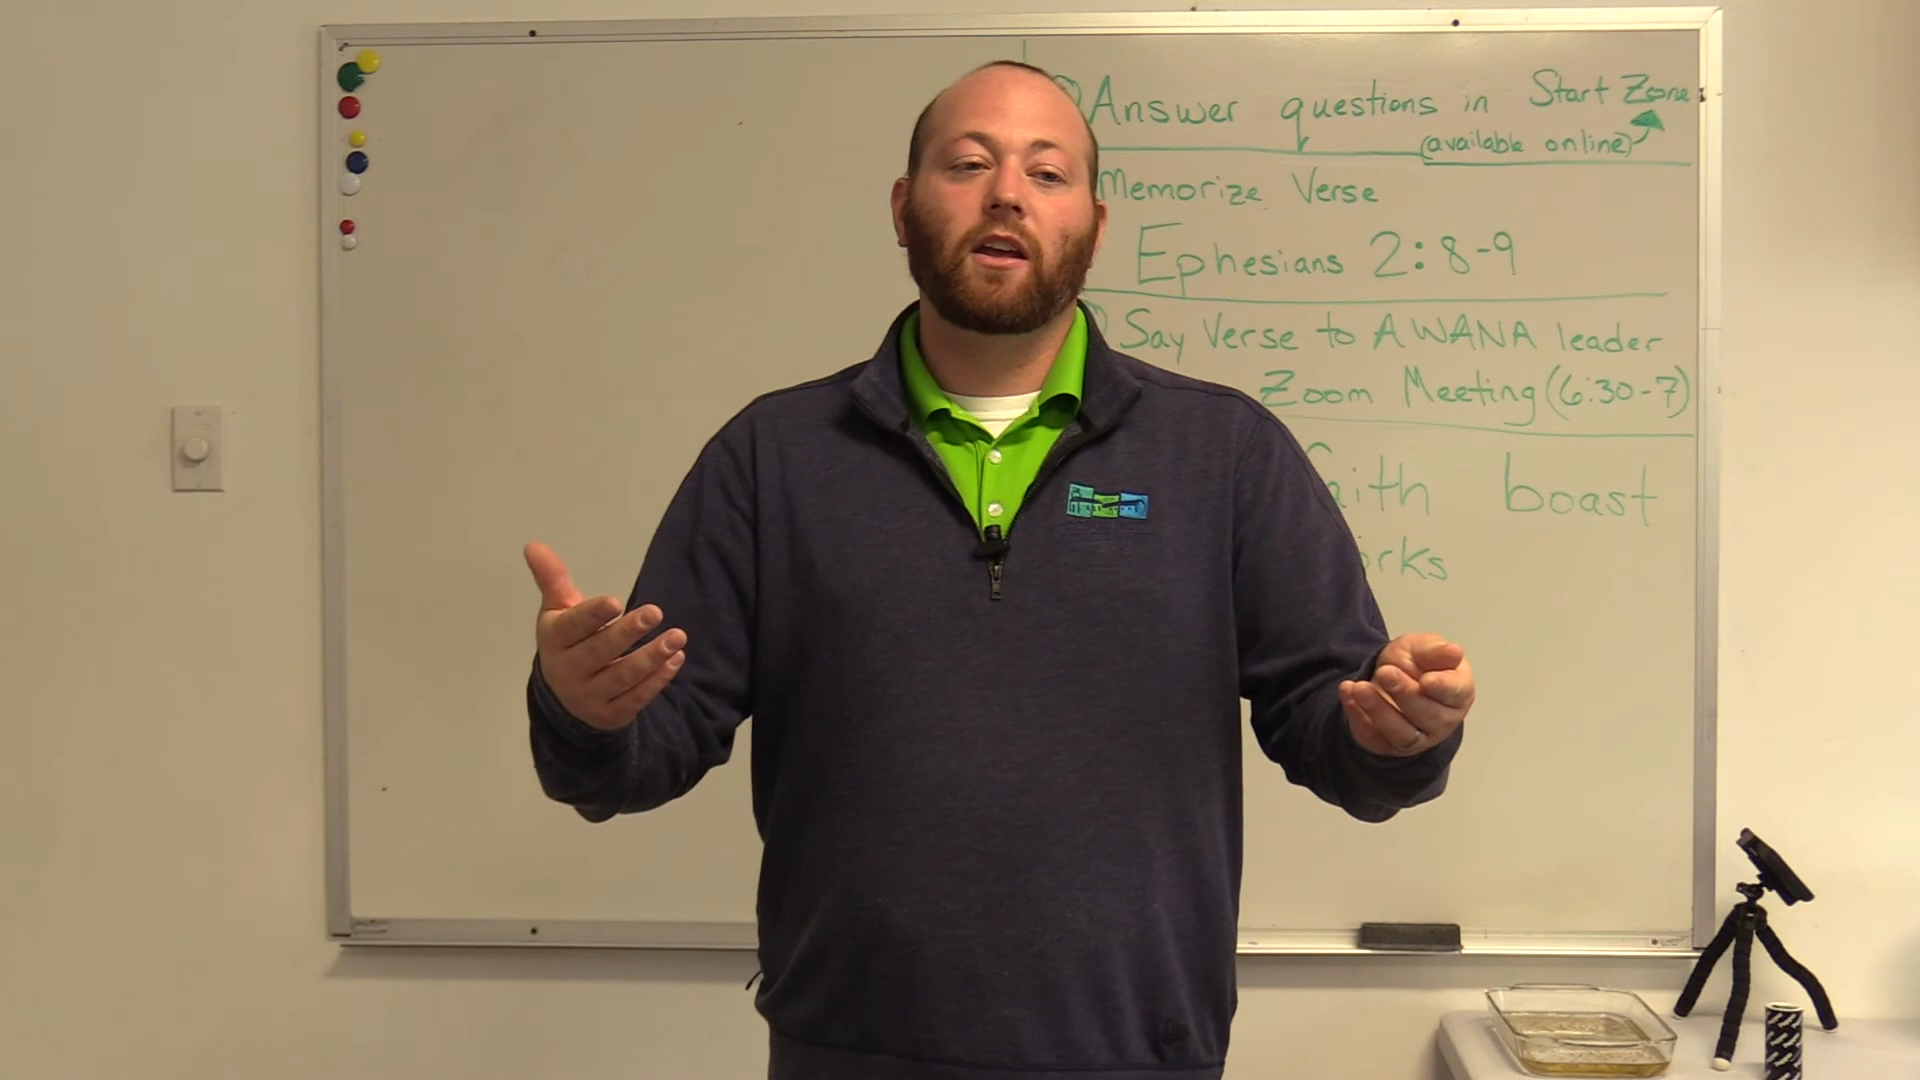 Answer questions in Start Zone
(available online)
Memorize Verse
Ephesians 2:8-9
Say Verse to AWANA leader
Zoom Meeting (6:30-7)
boast